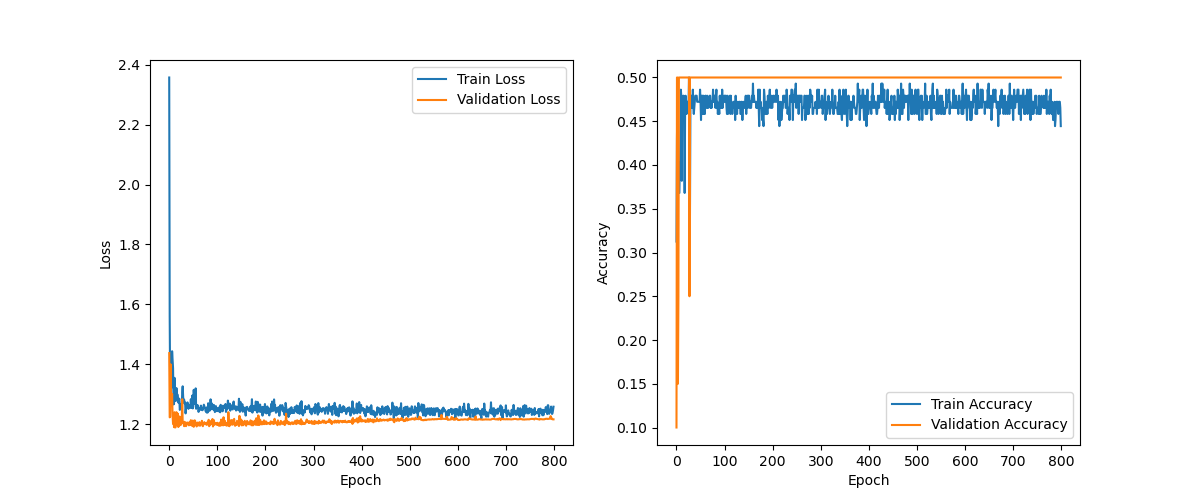 2.4
2.2
2.0
1.8
1.6
1.4
1.2
Loss
0 100 200 300 400 500 600 700 800
Epoch
Train Loss
Validation Loss
0.50
0.45
0.40
0.35
0.30
0.25
0.20
0.15
0.10
Accuracy
0 100 200 300 400 500 600 700 800
Epoch
Train Accuracy
Validation Accuracy